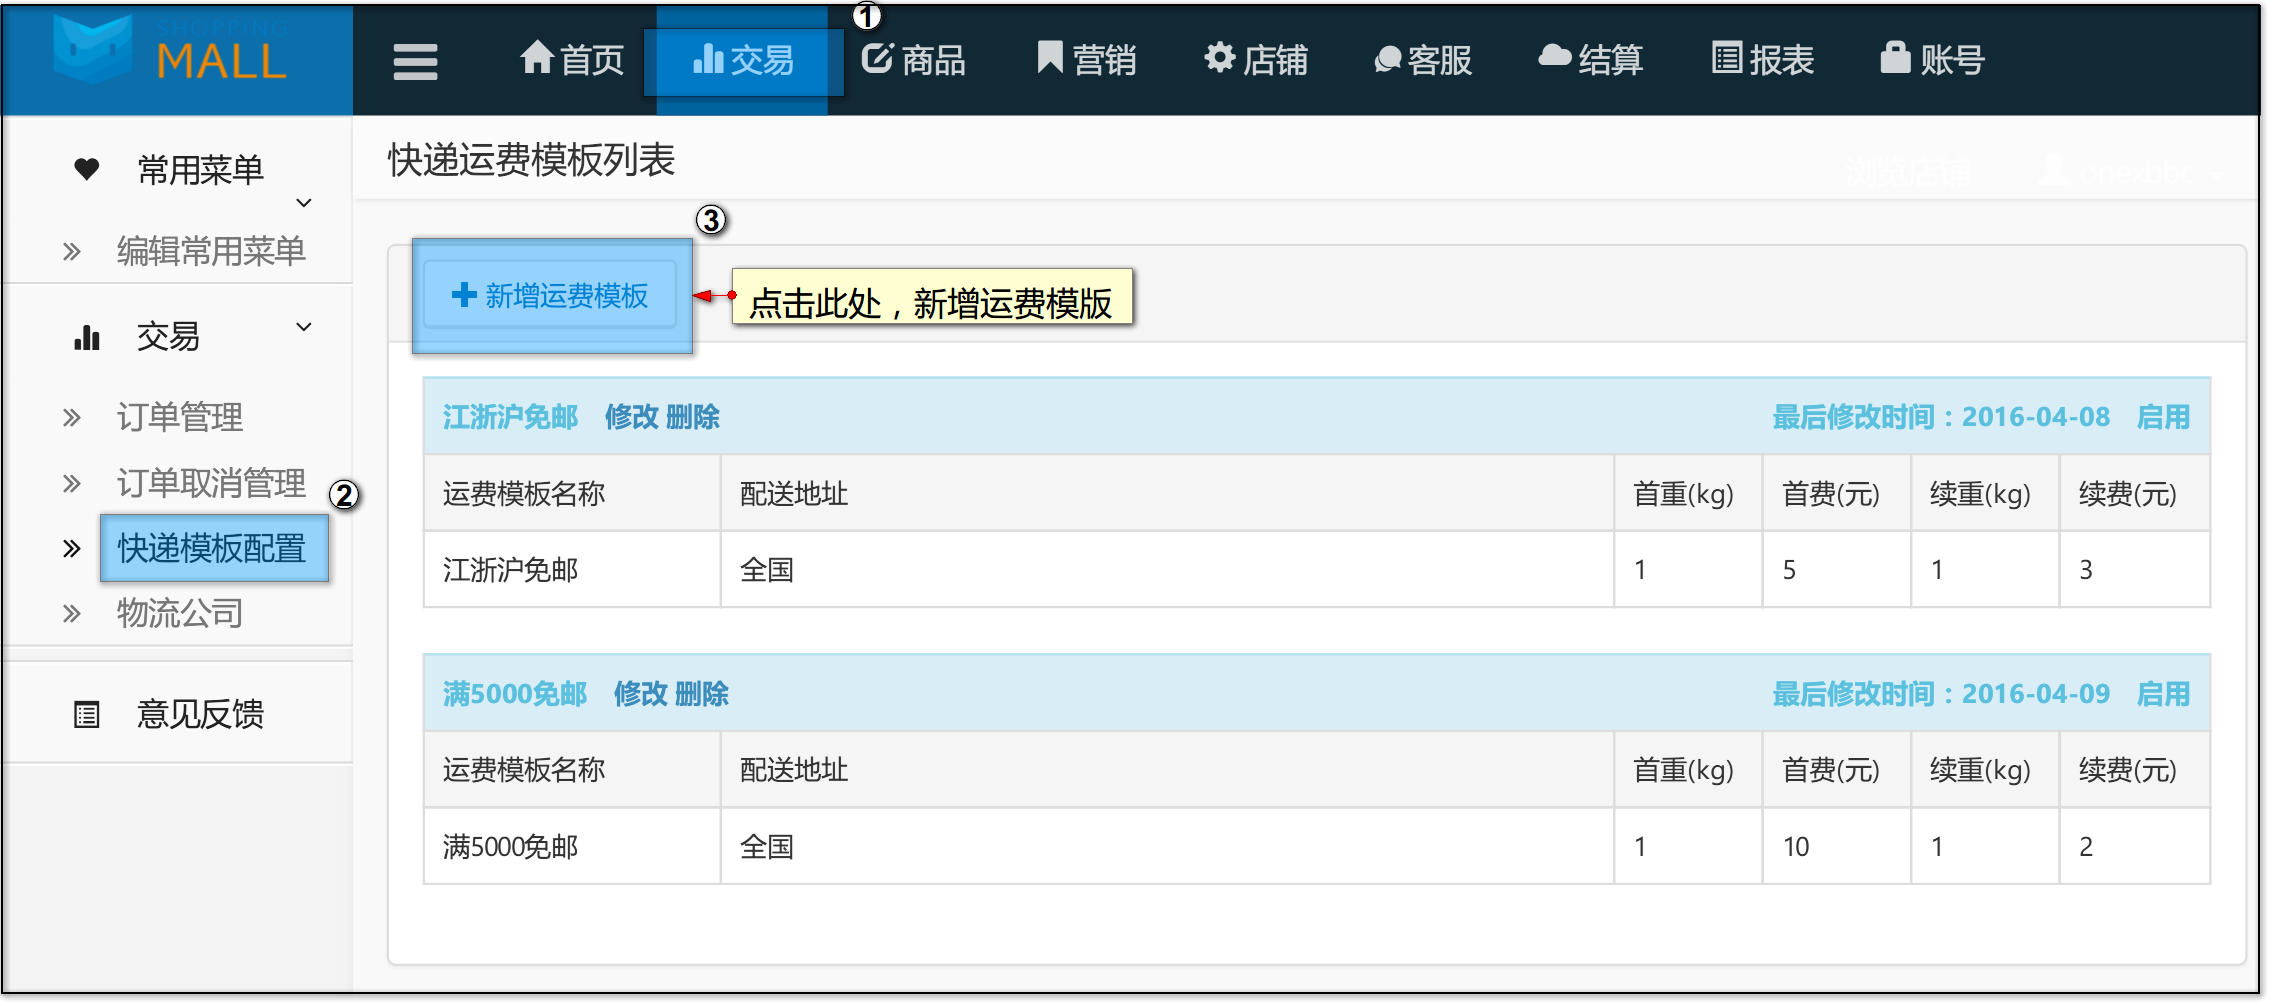 SHOPPING
MALL
首页 交易 商品 营销 店铺 客服 结算 报表 账号
①
常用菜单
编辑常用菜单
交易
订单管理
订单取消管理
②
快递模板配置
物流公司
意见反馈
快递运费模板列表
浏览店铺 onexbbc
③
新增运费模板
点击此处，新增运费模版
江浙沪免邮 修改 删除 最后修改时间：2016-04-08 启用
运费模板名称 配送地址 首重(kg) 首费(元) 续重(kg) 续费(元)
江浙沪免邮 全国 1 5 1 3
满5000免邮 修改 删除 最后修改时间：2016-04-09 启用
运费模板名称 配送地址 首重(kg) 首费(元) 续重(kg) 续费(元)
满5000免邮 全国 1 10 1 2